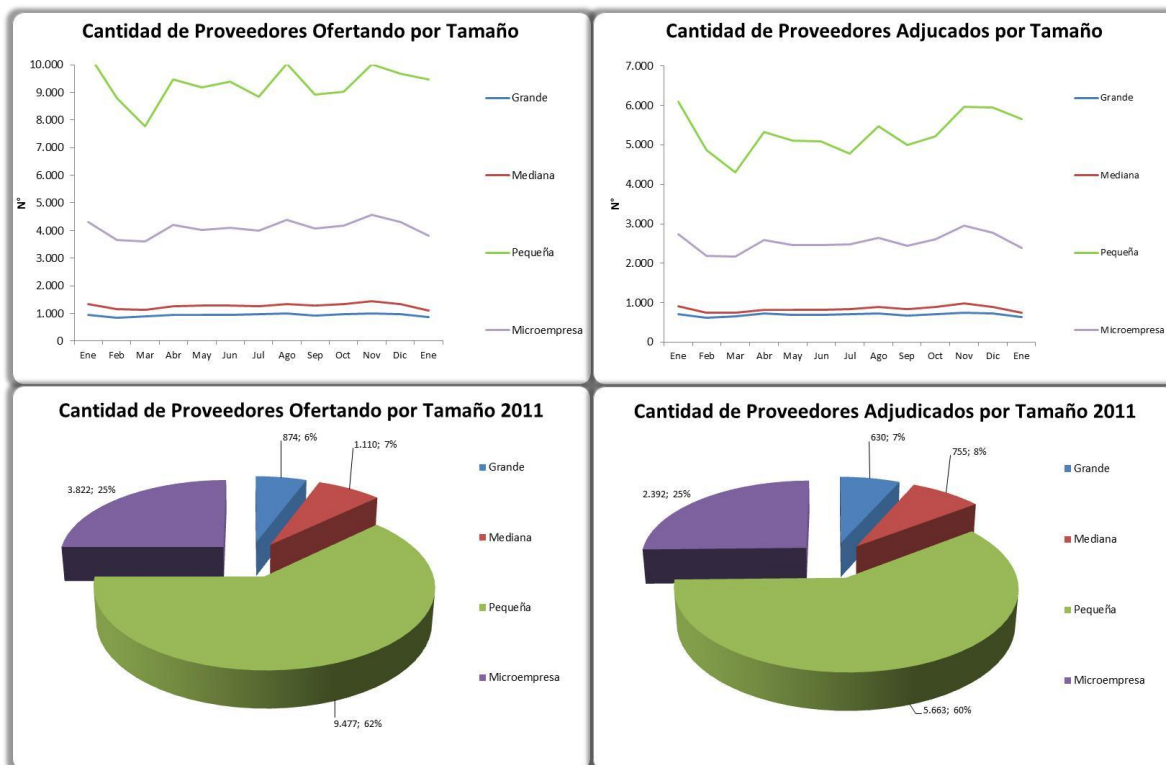 Cantidad de Proveedores Ofertando por Tamaño
10.000
9.000
8.000
7.000
6.000
5.000
4.000
3.000
2.000
1.000
0
N°
Ene Feb Mar Abr May Jun Jul Ago Sep Oct Nov Dic Ene
Grande
Mediana
Pequeña
Microempresa
Cantidad de Proveedores Adjucados por Tamaño
7.000
6.000
5.000
4.000
3.000
2.000
1.000
0
N°
Ene Feb Mar Abr May Jun Jul Ago Sep Oct Nov Dic Ene
Grande
Mediana
Pequeña
Microempresa
Cantidad de Proveedores Ofertando por Tamaño 2011
874; 6%
1.110; 7%
3.822; 25%
9.477; 62%
Grande
Mediana
Pequeña
Microempresa
Cantidad de Proveedores Adjudicados por Tamaño 2011
630; 7%
755; 8%
2.392; 25%
5.663; 60%
Grande
Mediana
Pequeña
Microempresa